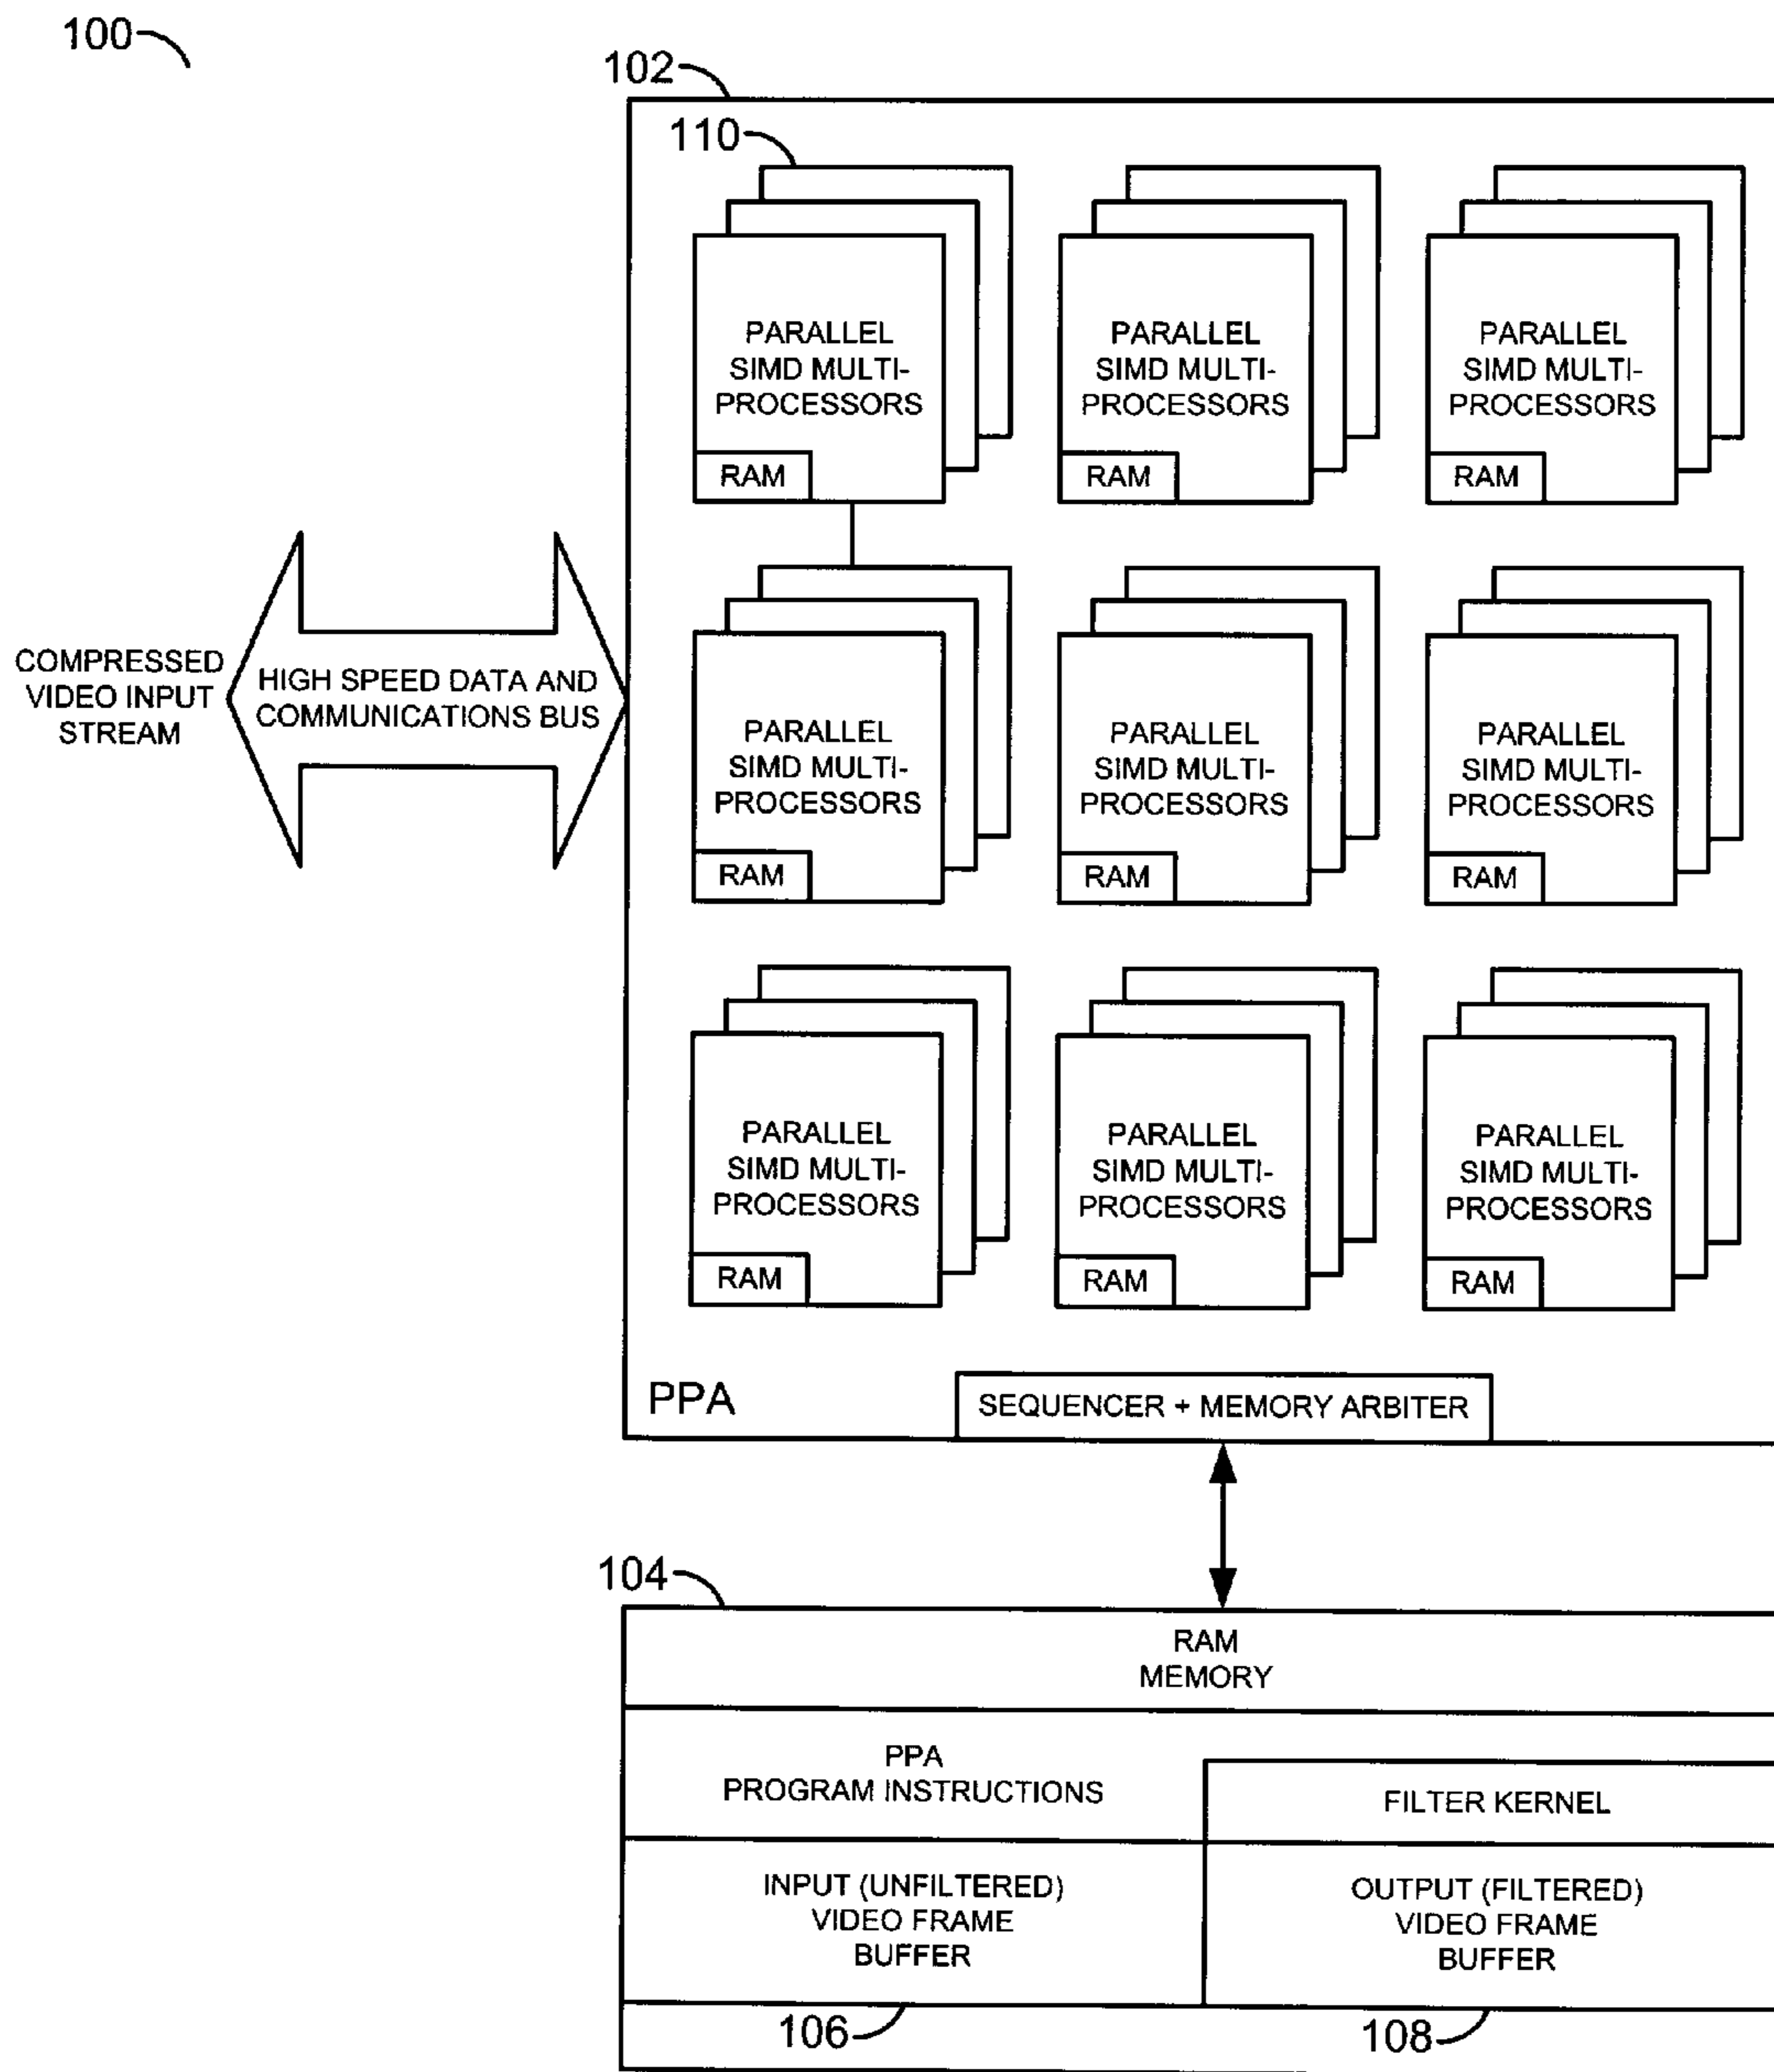 100
102
110
PARALLEL
SIMD MULTI-
PROCESSORS
RAM
PARALLEL
SIMD MULTI-
PROCESSORS
RAM
PARALLEL
SIMD MULTI-
PROCESSORS
RAM
COMPRESSED
VIDEO INPUT
STREAM
HIGH SPEED DATA AND
COMMUNICATIONS BUS
PARALLEL
SIMD MULTI-
PROCESSORS
RAM
PARALLEL
SIMD MULTI-
PROCESSORS
RAM
PARALLEL
SIMD MULTI-
PROCESSORS
RAM
PARALLEL
SIMD MULTI-
PROCESSORS
RAM
PARALLEL
SIMD MULTI-
PROCESSORS
RAM
PARALLEL
SIMD MULTI-
PROCESSORS
RAM
PPA
SEQUENCER + MEMORY ARBITER
104
RAM
MEMORY
PPA
PROGRAM INSTRUCTIONS
FILTER KERNEL
INPUT (UNFILTERED)
VIDEO FRAME
BUFFER
OUTPUT (FILTERED)
VIDEO FRAME
BUFFER
106
108